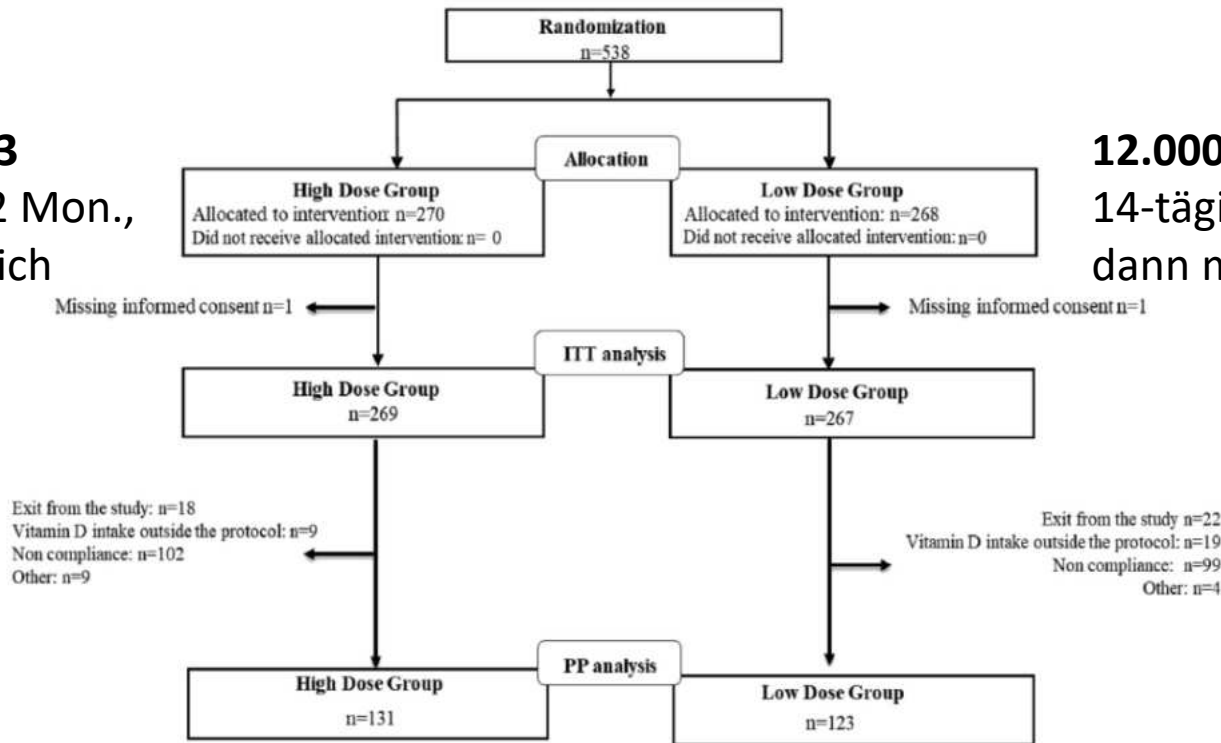 Randomization
n=538
3
2 Mon.,
ich
12.000
14-tägi
dann n
Allocation
High Dose Group
Allocated to intervention: n=270
Did not receive allocated intervention: n= 0
Low Dose Group
Allocated to intervention: n=268
Did not receive allocated intervention: n=0
Missing informed consent n=1
Missing informed consent n=1
ITT analysis
High Dose Group
n=269
Low Dose Group
n=267
Exit from the study: n=18
Vitamin D intake outside the protocol: n=9
Non compliance: n=102
Other: n=9
Exit from the study n=22
Vitamin D intake outside the protocol: n=19
Non compliance: n=99
Other: n=4
PP analysis
High Dose Group
n=131
Low Dose Group
n=123